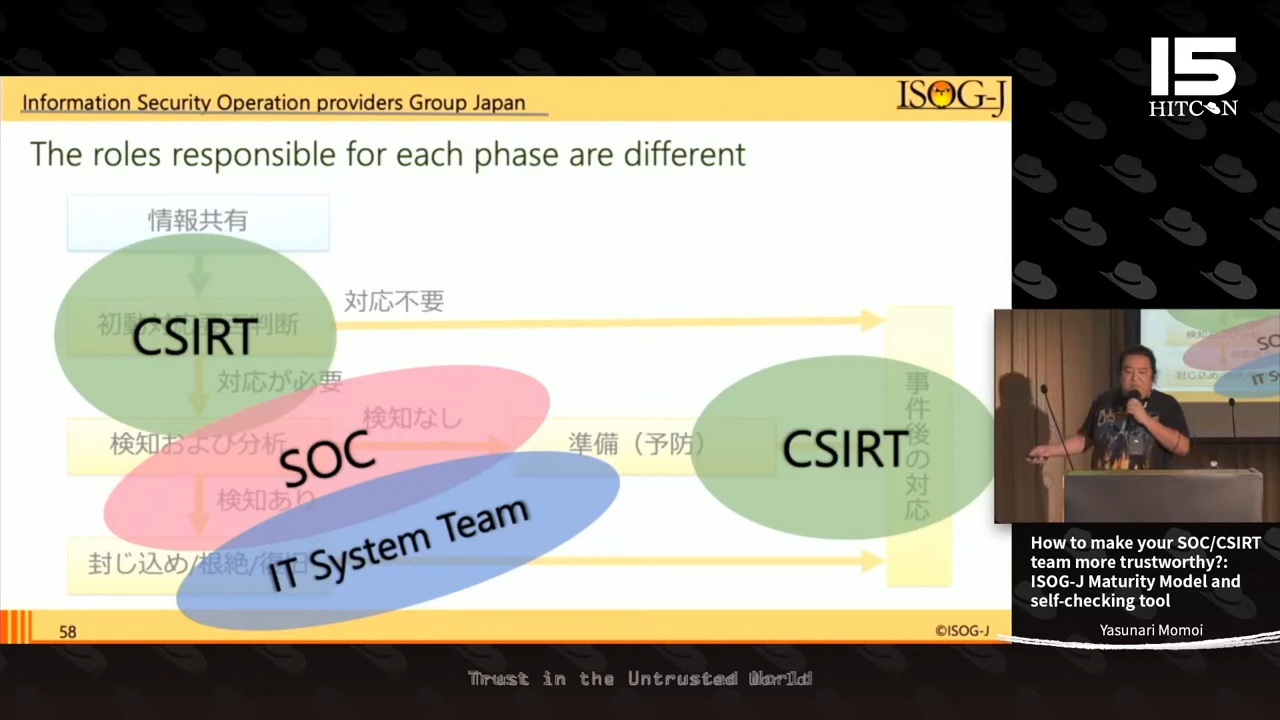 Information Security Operation providers Group Japan
ISOG-J
The roles responsible for each phase are different
情報共有
CSIRT
対応不要
対応が必要
検知および分析
検知なし
SOC
準備（予防）
CSIRT
事件後の対応
検知あり
IT System Team
封じ込め/根絶/復旧
58
©ISOG-J
15
HITCON
SOC
IT Sy
How to make your SOC/CSIRT
team more trustworthy?:
ISOG-J Maturity Model and
self-checking tool
Yasunari Momoi
Trust in the Untrusted World